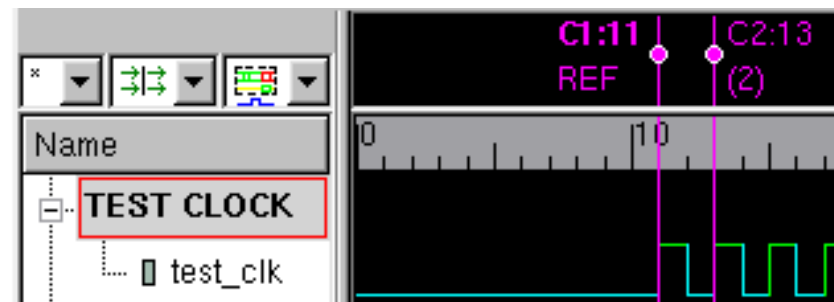 C1:11 C2:13
REF (2)
*
Name 0 10
TEST CLOCK
test_clk